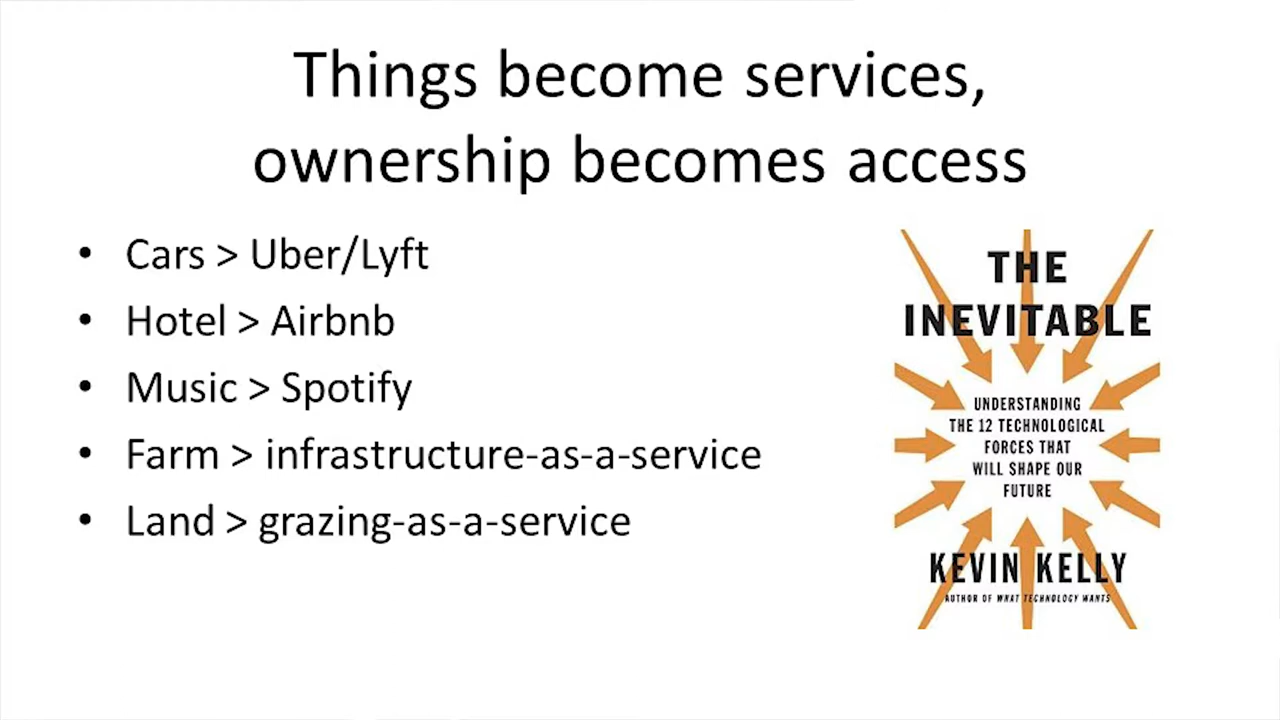 Things become services,
ownership becomes access
• Cars > Uber/Lyft
• Hotel > Airbnb
• Music > Spotify
• Farm > infrastructure-as-a-service
• Land > grazing-as-a-service
THE
INEVITABLE
UNDERSTANDING
THE 12 TECHNOLOGICAL
FORCES THAT
WILL SHAPE OUR
FUTURE
KEVIN KELLY
AUTHOR OF WHAT TECHNOLOGY WANTS